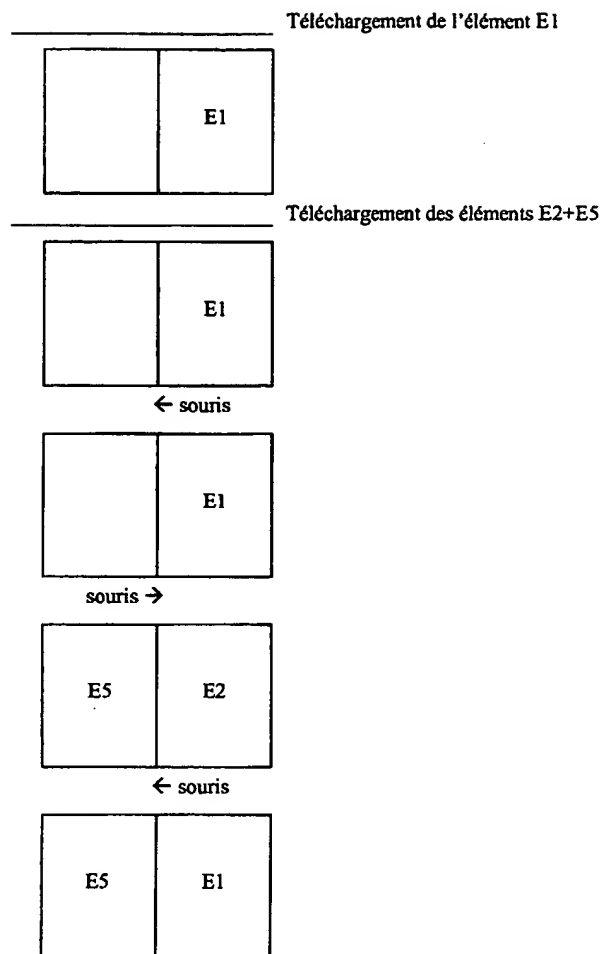 Téléchargement de l'élément E1
E1
Téléchargement des éléments E2+E5
E1
← souris
E1
souris →
E5 E2
← souris
E5 E1